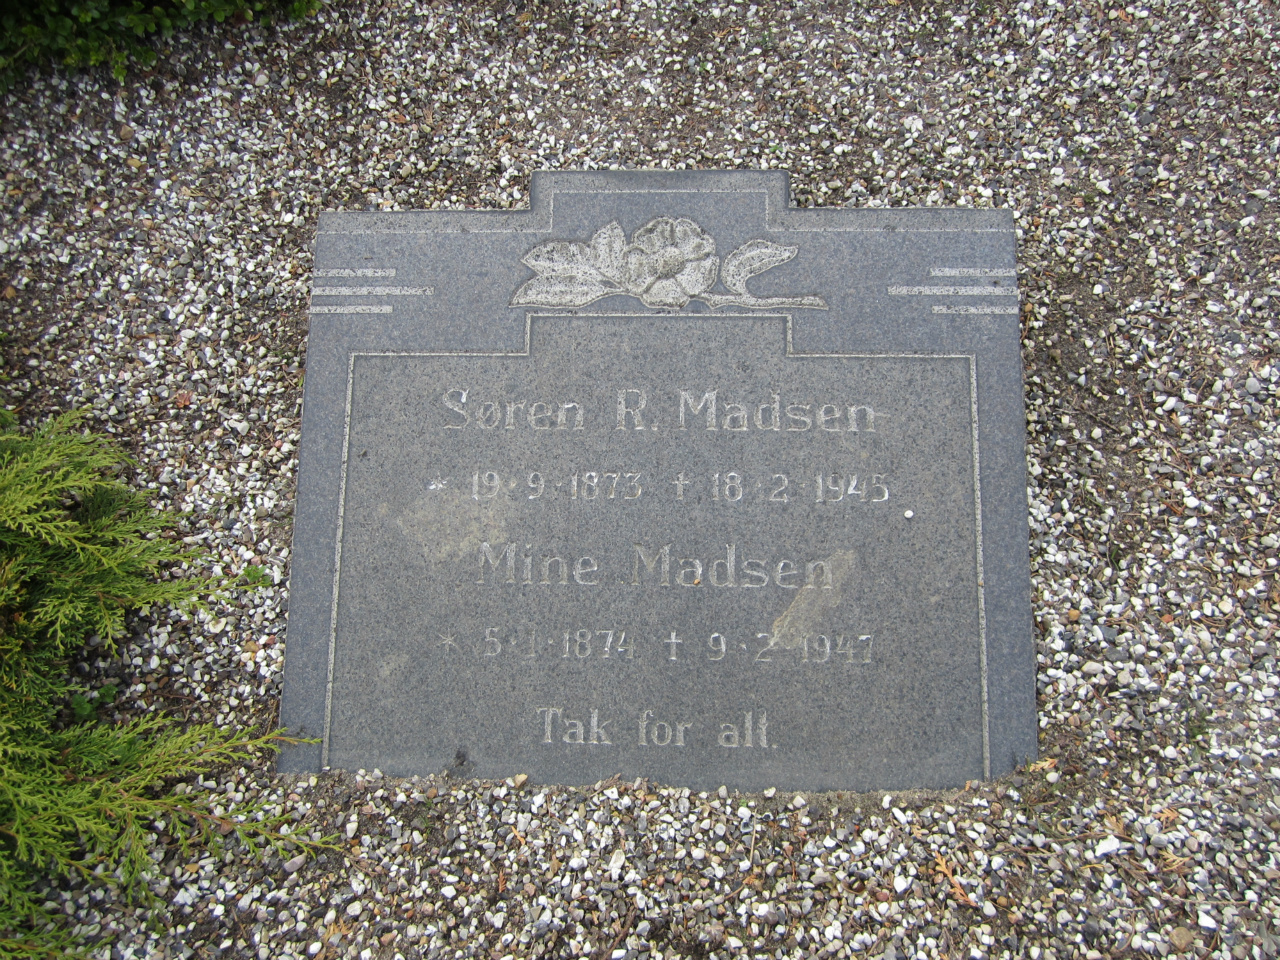 Søren R. Madsen
* 19·9·1873 † 18·2·1945
Mine Madsen
* 5·1·1874 † 9·2·1947
Tak for alt.